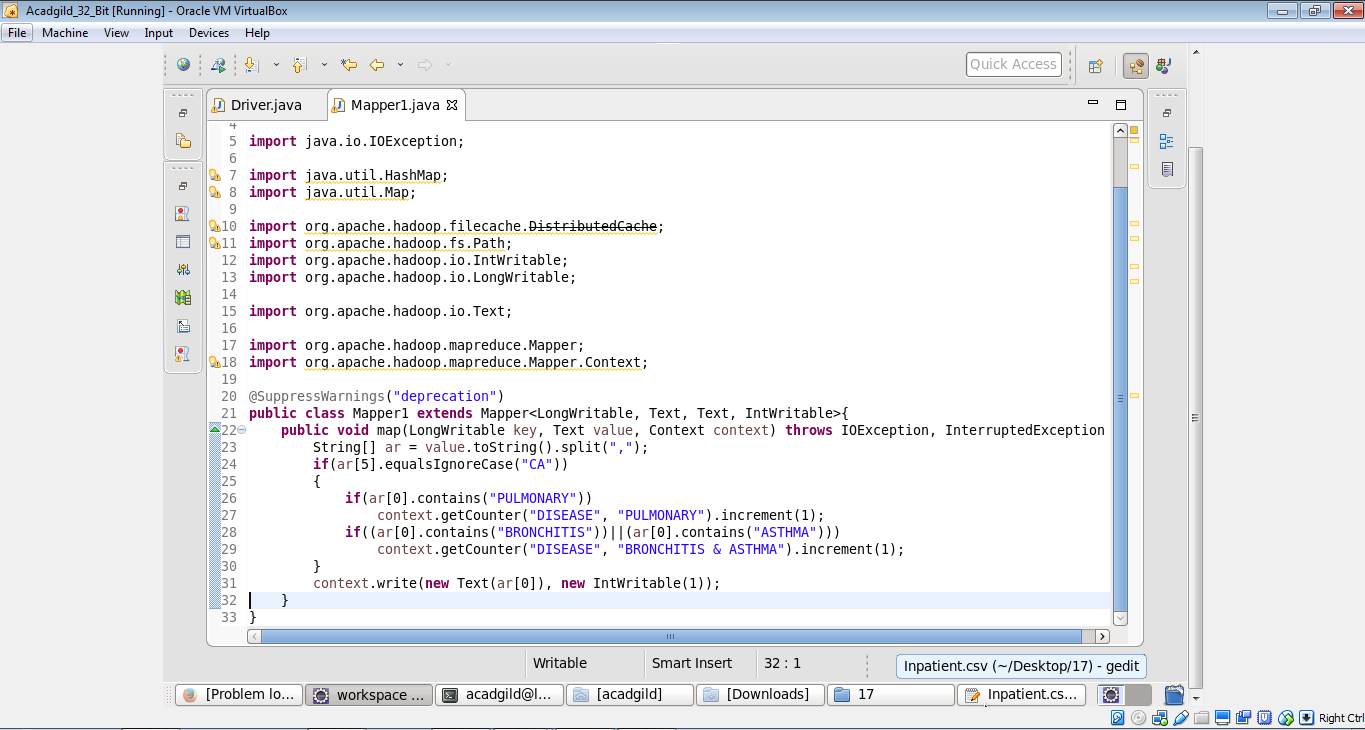 Acadgild_32_Bit [Running] - Oracle VM VirtualBox
File Machine View Input Devices Help
Quick Access
Driver.java Mapper1.java
4
5 import java.io.IOException;
6
7 import java.util.HashMap;
8 import java.util.Map;
9
10 import org.apache.hadoop.filecache.DistributedCache;
11 import org.apache.hadoop.fs.Path;
12 import org.apache.hadoop.io.IntWritable;
13 import org.apache.hadoop.io.LongWritable;
14
15 import org.apache.hadoop.io.Text;
16
17 import org.apache.hadoop.mapreduce.Mapper;
18 import org.apache.hadoop.mapreduce.Mapper.Context;
19
20 @SuppressWarnings("deprecation")
21 public class Mapper1 extends Mapper<LongWritable, Text, Text, IntWritable>{
22 public void map(LongWritable key, Text value, Context context) throws IOException, InterruptedException
23 String[] ar = value.toString().split(",");
24 if(ar[5].equalsIgnoreCase("CA"))
25 {
26 if(ar[0].contains("PULMONARY"))
27 context.getCounter("DISEASE", "PULMONARY").increment(1);
28 if((ar[0].contains("BRONCHITIS"))||(ar[0].contains("ASTHMA")))
29 context.getCounter("DISEASE", "BRONCHITIS & ASTHMA").increment(1);
30 }
31 context.write(new Text(ar[0]), new IntWritable(1));
32 }
33 }
Writable Smart Insert 32 : 1
Inpatient.csv (~/Desktop/17) - gedit
[Problem lo... workspace ... acadgild@l... [acadgild] [Downloads] 17 Inpatient.cs...
Right Ctrl